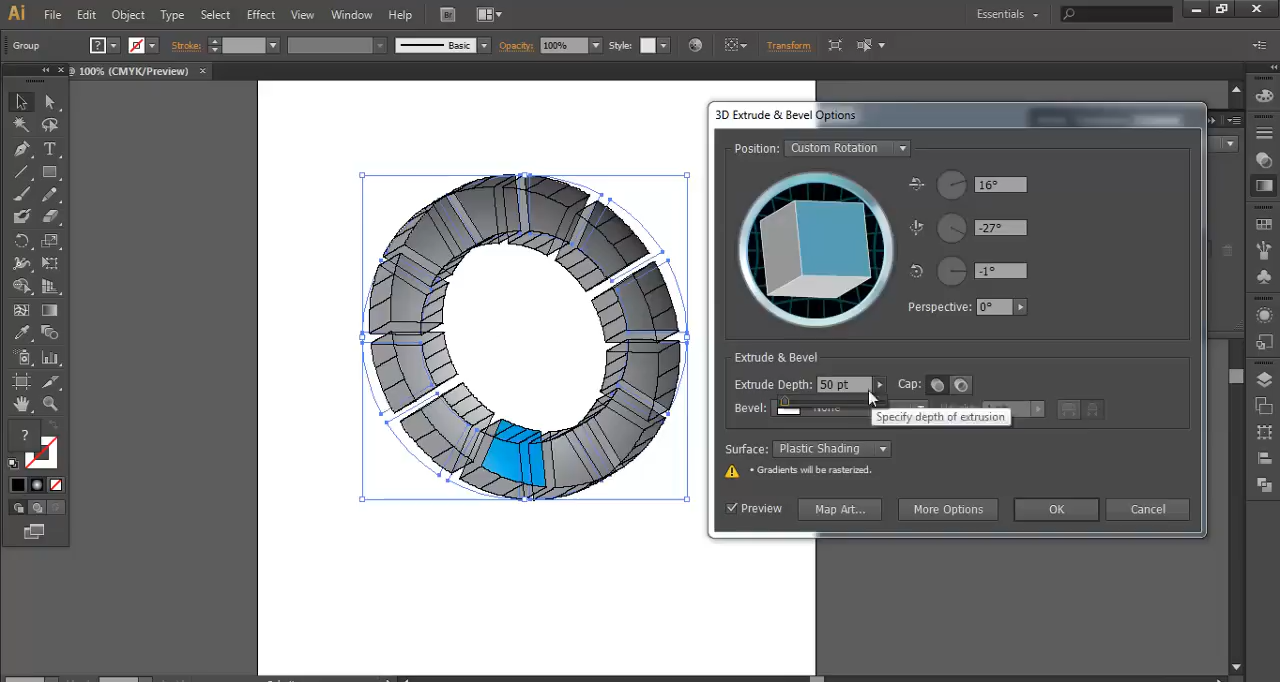 Ai File Edit Object Type Select Effect View Window Help Br Essentials
Group ? Stroke: Basic Opacity: 100% Style: Transform
@ 100% (CMYK/Preview) ×
3D Extrude & Bevel Options
Position: Custom Rotation
16°
-27°
-1°
Perspective: 0°
Extrude & Bevel
Extrude Depth: 50 pt Cap:
Bevel: None
Specify depth of extrusion
Surface: Plastic Shading
• Gradients will be rasterized.
Preview Map Art... More Options OK Cancel
T
?